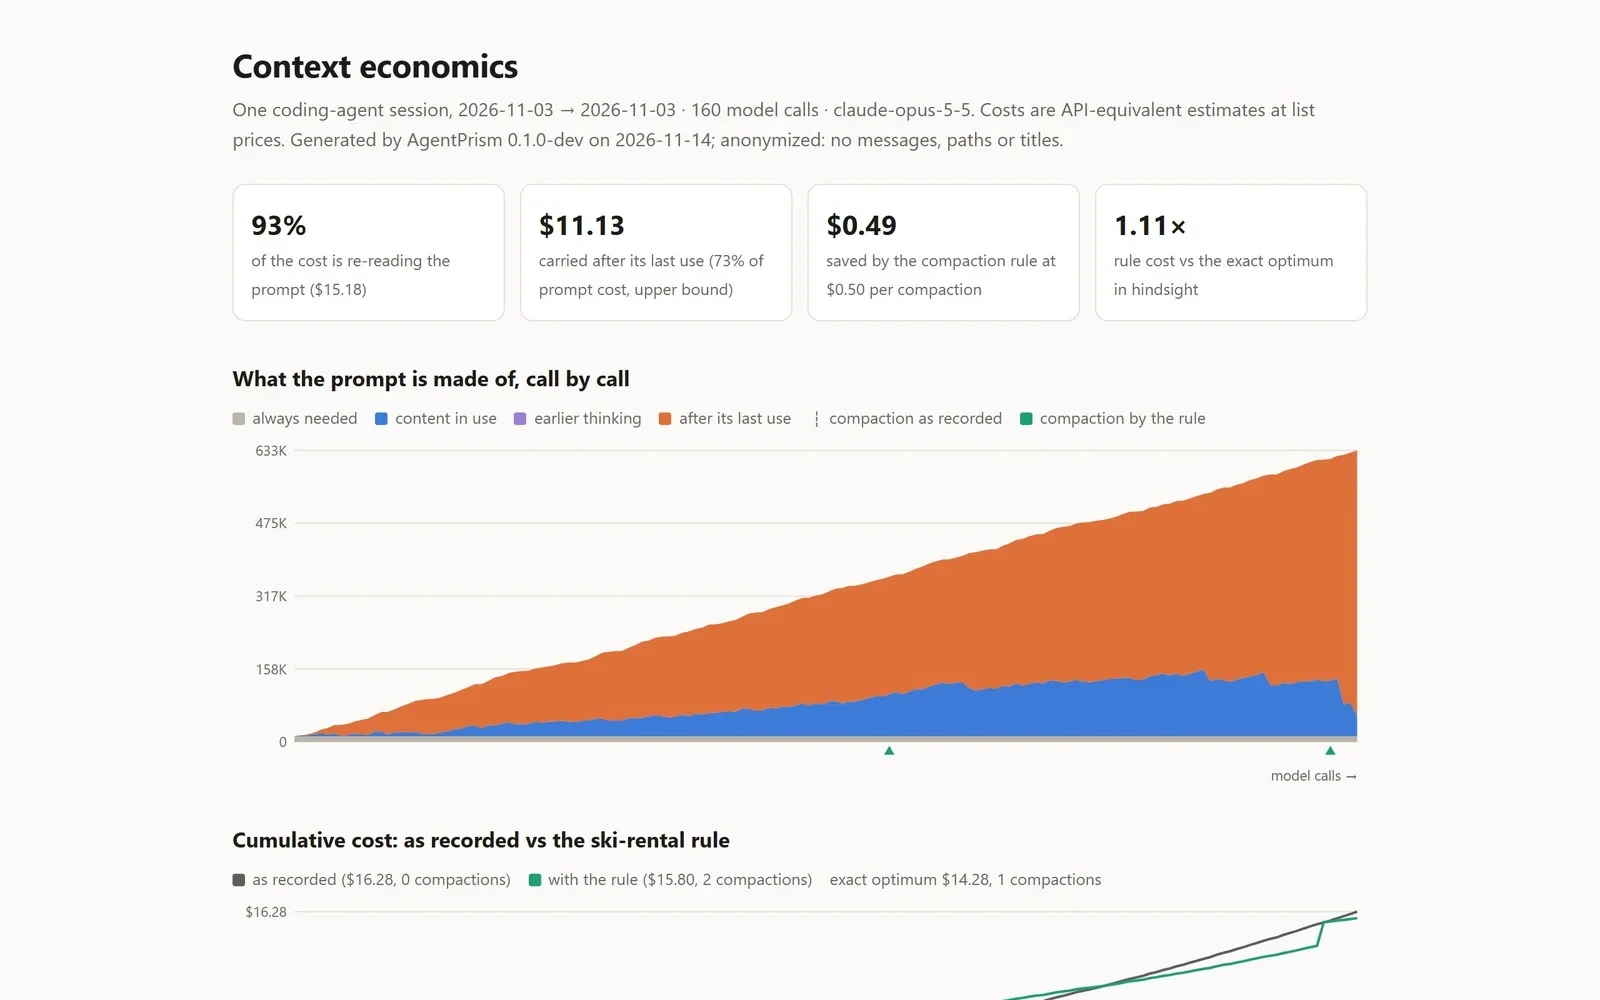 Context economics
One coding-agent session, 2026-11-03 → 2026-11-03 · 160 model calls · claude-opus-5-5. Costs are API-equivalent estimates at list
prices. Generated by AgentPrism 0.1.0-dev on 2026-11-14; anonymized: no messages, paths or titles.
93%
of the cost is re-reading the
prompt ($15.18)
$11.13
carried after its last use (73% of
prompt cost, upper bound)
$0.49
saved by the compaction rule at
$0.50 per compaction
1.11×
rule cost vs the exact optimum
in hindsight
What the prompt is made of, call by call
always needed content in use earlier thinking after its last use compaction as recorded compaction by the rule
633K
475K
317K
158K
0
model calls →
Cumulative cost: as recorded vs the ski-rental rule
as recorded ($16.28, 0 compactions) with the rule ($15.80, 2 compactions) exact optimum $14.28, 1 compactions
$16.28